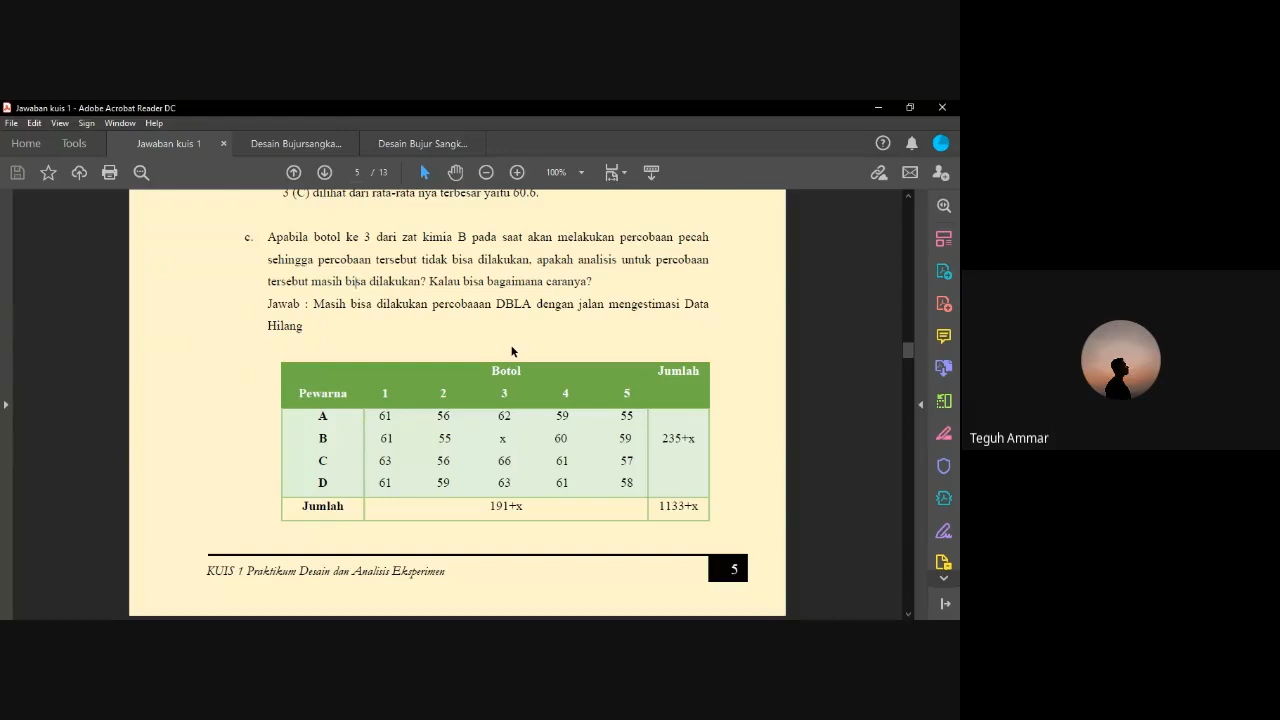 Jawaban kuis 1 - Adobe Acrobat Reader DC
File Edit View Sign Window Help
Home Tools Jawaban kuis 1 × Desain Bujursangka... Desain Bujur Sangk...
5 / 13 100%
3 (C) dilihat dari rata-rata nya terbesar yaitu 60.6.
c. Apabila botol ke 3 dari zat kimia B pada saat akan melakukan percobaan pecah
sehingga percobaan tersebut tidak bisa dilakukan, apakah analisis untuk percobaan
tersebut masih bisa dilakukan? Kalau bisa bagaimana caranya?
Jawab : Masih bisa dilakukan percobaaan DBLA dengan jalan mengestimasi Data
Hilang
Botol Jumlah
Pewarna 1 2 3 4 5
A 61 56 62 59 55
B 61 55 x 60 59 235+x
C 63 56 66 61 57
D 61 59 63 61 58
Jumlah 191+x 1133+x
KUIS 1 Praktikum Desain dan Analisis Eksperimen 5
Teguh Ammar